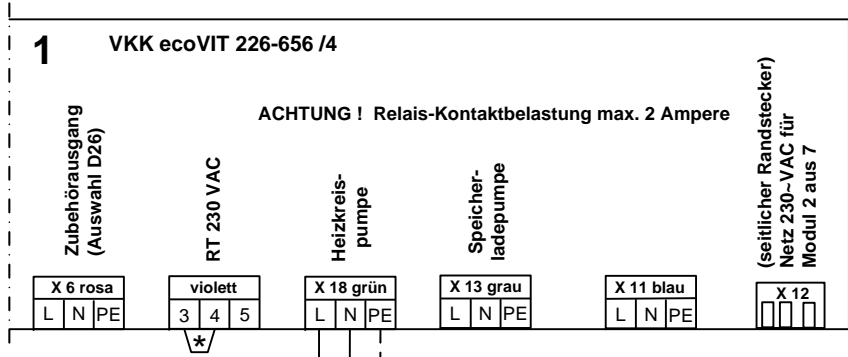 1
VKK ecoVIT 226-656 /4
ACHTUNG ! Relais-Kontaktbelastung max. 2 Ampere
Zubehörausgang
(Auswahl D26)
RT 230 VAC
Heizkreis-
pumpe
Speicher-
ladepumpe
(seitlicher Randstecker)
Netz 230~VAC für
Modul 2 aus 7
X 6 rosa
L N PE
violett
3 4 5
*
X 18 grün
L N PE
X 13 grau
L N PE
X 11 blau
L N PE
X 12